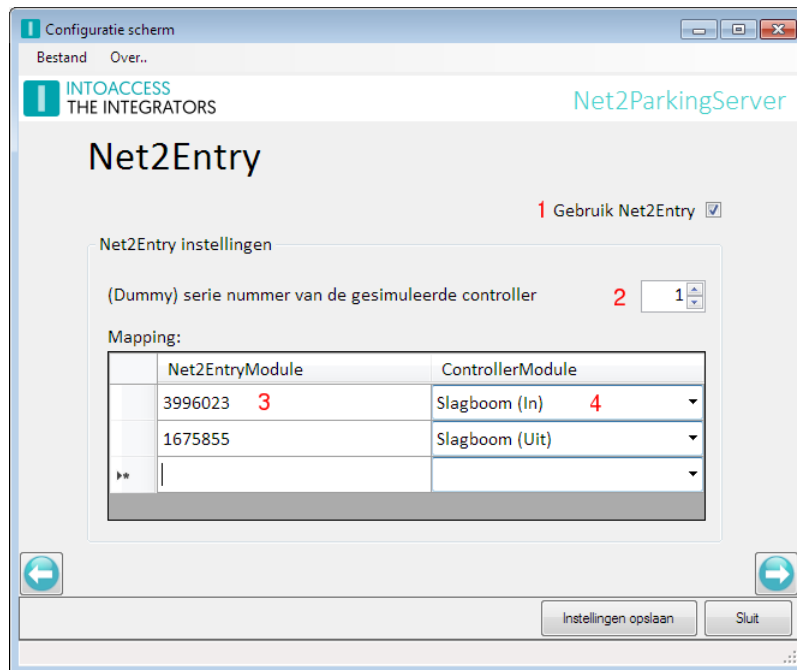 Configuratie scherm
Bestand Over..
INTOACCESS
THE INTEGRATORS
Net2ParkingServer
Net2Entry
1 Gebruik Net2Entry
Net2Entry instellingen
(Dummy) serie nummer van de gesimuleerde controller 2 1
Mapping:
Net2EntryModule ControllerModule
3996023 3 Slagboom (In) 4
1675855 Slagboom (Uit)
Instellingen opslaan Sluit